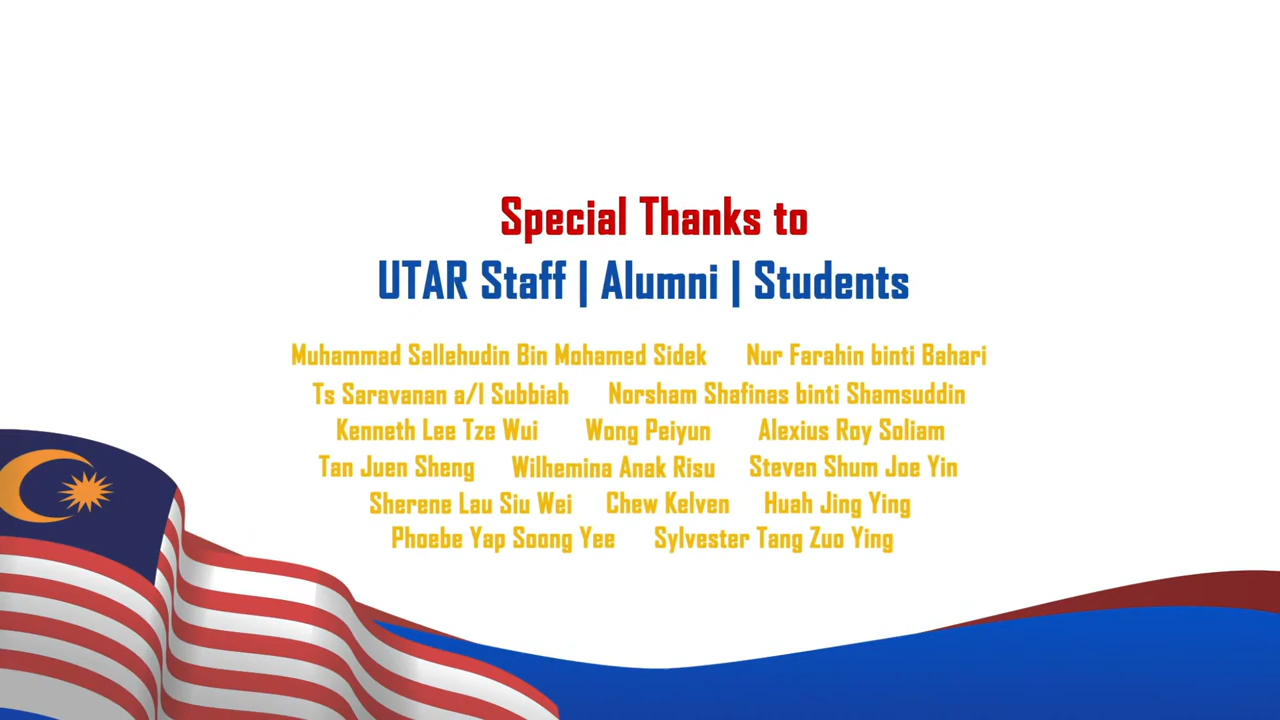 Special Thanks to
UTAR Staff | Alumni | Students
Muhammad Sallehudin Bin Mohamed Sidek Nur Farahin binti Bahari
Ts Saravanan a/l Subbiah Norsham Shafinas binti Shamsuddin
Kenneth Lee Tze Wui Wong Peiyun Alexius Roy Soliam
Tan Juen Sheng Wilhemina Anak Risu Steven Shum Joe Yin
Sherene Lau Siu Wei Chew Kelven Huah Jing Ying
Phoebe Yap Soong Yee Sylvester Tang Zuo Ying